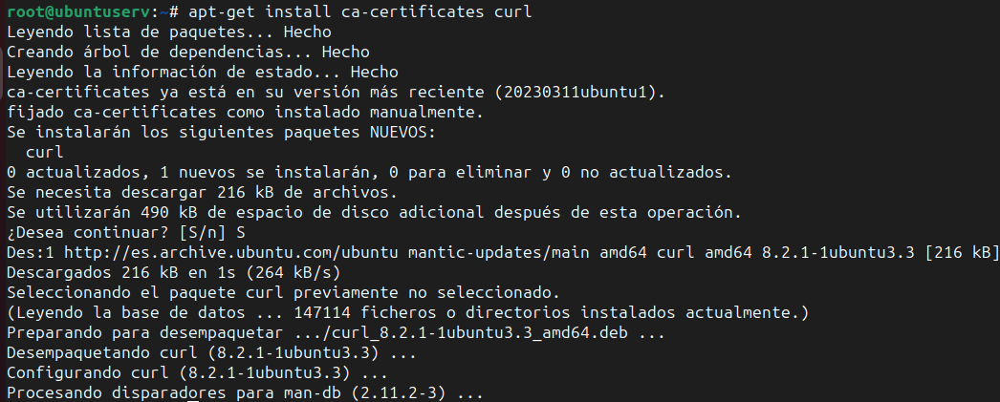 root@ubuntuserv:~# apt-get install ca-certificates curl
Leyendo lista de paquetes... Hecho
Creando árbol de dependencias... Hecho
Leyendo la información de estado... Hecho
ca-certificates ya está en su versión más reciente (20230311ubuntu1).
fijado ca-certificates como instalado manualmente.
Se instalarán los siguientes paquetes NUEVOS:
  curl
0 actualizados, 1 nuevos se instalarán, 0 para eliminar y 0 no actualizados.
Se necesita descargar 216 kB de archivos.
Se utilizarán 490 kB de espacio de disco adicional después de esta operación.
¿Desea continuar? [S/n] S
Des:1 http://es.archive.ubuntu.com/ubuntu mantic-updates/main amd64 curl amd64 8.2.1-1ubuntu3.3 [216 kB]
Descargados 216 kB en 1s (264 kB/s)
Seleccionando el paquete curl previamente no seleccionado.
(Leyendo la base de datos ... 147114 ficheros o directorios instalados actualmente.)
Preparando para desempaquetar .../curl_8.2.1-1ubuntu3.3_amd64.deb ...
Desempaquetando curl (8.2.1-1ubuntu3.3) ...
Configurando curl (8.2.1-1ubuntu3.3) ...
Procesando disparadores para man-db (2.11.2-3) ...